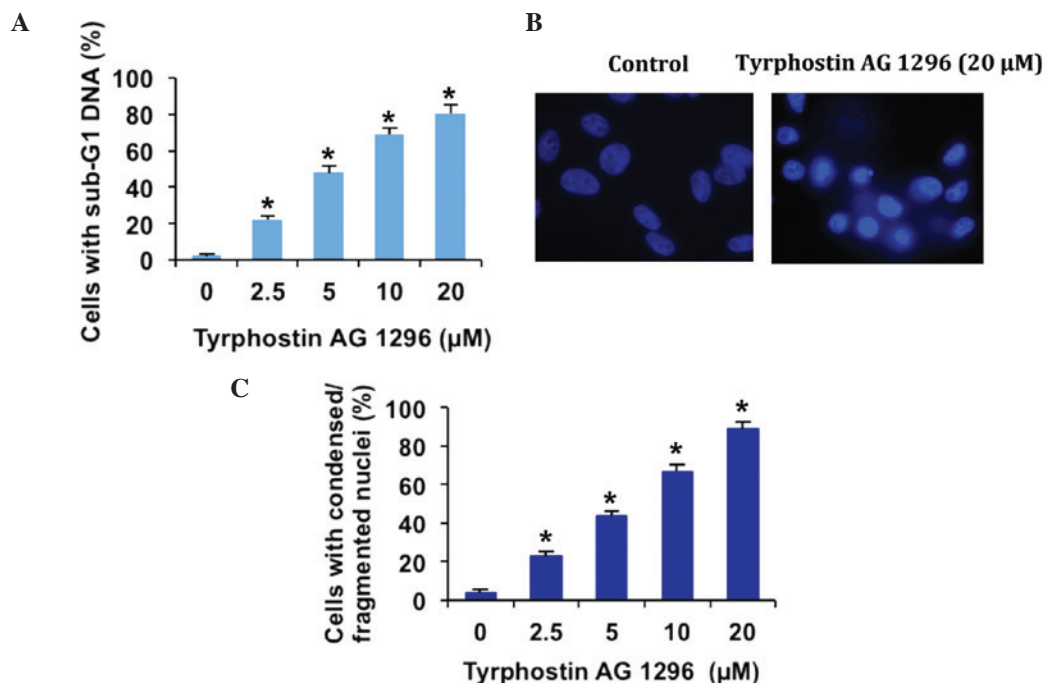 A
Cells with sub-G1 DNA (%)
100
80
60
40
20
0
*
*
*
*
0 2.5 5 10 20
Tyrphostin AG 1296 (µM)
B
Control Tyrphostin AG 1296 (20 µM)
C
Cells with condensed/
fragmented nuclei (%)
100
80
60
40
20
0
*
*
*
*
0 2.5 5 10 20
Tyrphostin AG 1296 (µM)